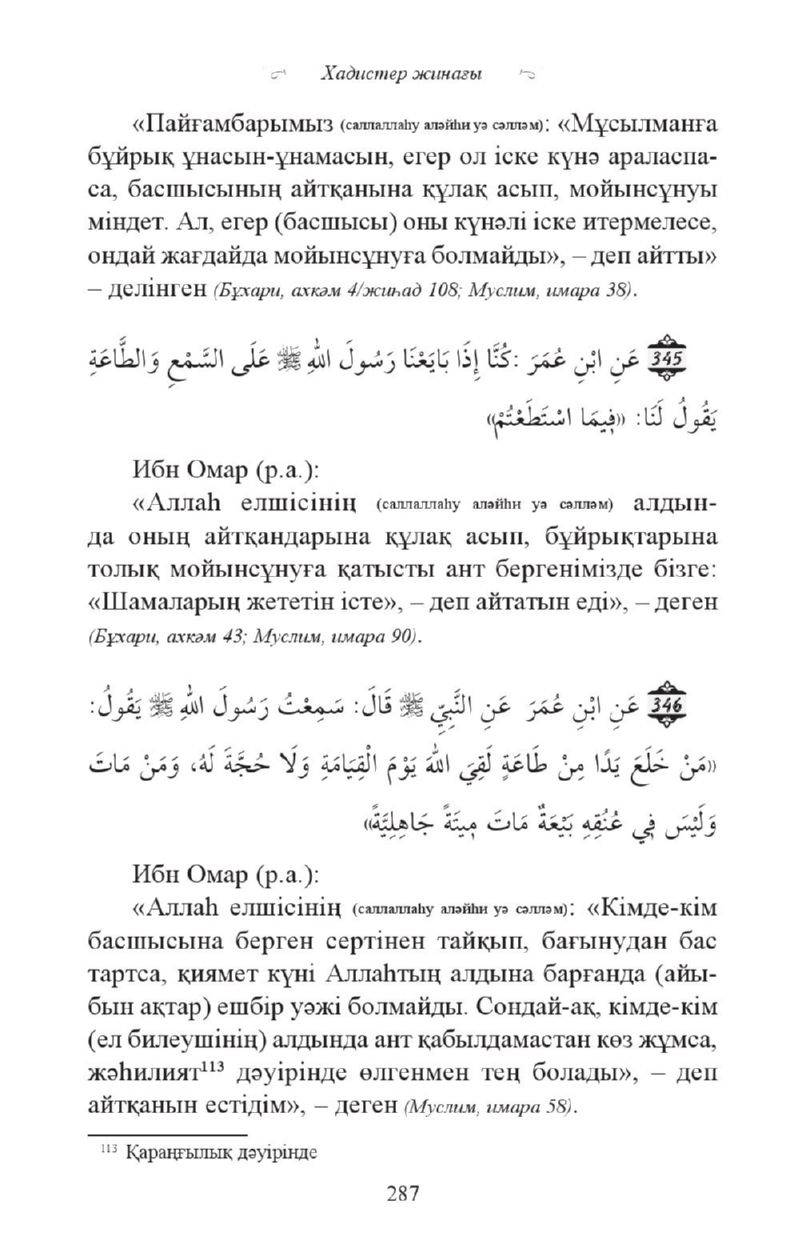 Хадистер жинағы
«Пайғамбарымыз (саллаллаһу аләйһи уә сәлләм): «Мұсылманға
бұйрық ұнасын-ұнамасын, егер ол іске күнә араласпа-
са, басшысының айтқанына құлақ асып, мойынсұнуы
міндет. Ал, егер (басшысы) оны күнәлі іске итермелесе,
ондай жағдайда мойынсұнуға болмайды», – деп айтты»
– делінген (Бұхари, ахкәм 4/жиһад 108; Муслим, имара 38).
345 عَنِ ابْنِ عُمَرَ :كُنَّا إِذَا بَايَعْنَا رَسُولَ اللهِ ﷺ عَلَى السَّمْعِ وَالطَّاعَةِ
يَقُولُ لَنَا: «فِيمَا اسْتَطَعْتُمْ»
Ибн Омар (р.а.):
«Аллаһ елшісінің (саллаллаһу аләйһи уә сәлләм) алдын-
да оның айтқандарына құлақ асып, бұйрықтарына
толық мойынсұнуға қатысты ант бергенімізде бізге:
«Шамаларың жететін істе», – деп айтатын еді», – деген
(Бұхари, ахкәм 43; Муслим, имара 90).
346 عَنِ ابْنِ عُمَرَ عَنِ النَّبِيِّ ﷺ قَالَ: سَمِعْتُ رَسُولَ اللهِ ﷺ يَقُولُ:
«مَنْ خَلَعَ يَدًا مِنْ طَاعَةٍ لَقِيَ اللهَ يَوْمَ الْقِيَامَةِ وَلَا حُجَّةَ لَهُ، وَمَنْ مَاتَ
وَلَيْسَ فِي عُنُقِهِ بَيْعَةٌ مَاتَ مِيتَةً جَاهِلِيَّةً»
Ибн Омар (р.а.):
«Аллаһ елшісінің (саллаллаһу аләйһи уә сәлләм): «Кімде-кім
басшысына берген сертінен тайқып, бағынудан бас
тартса, қиямет күні Аллаһтың алдына барғанда (айы-
бын ақтар) ешбір уәжі болмайды. Сондай-ақ, кімде-кім
(ел билеушінің) алдында ант қабылдамастан көз жұмса,
жәһилият¹¹³ дәуірінде өлгенмен тең болады», – деп
айтқанын естідім», – деген (Муслим, имара 58).
¹¹³ Қараңғылық дәуірінде
287